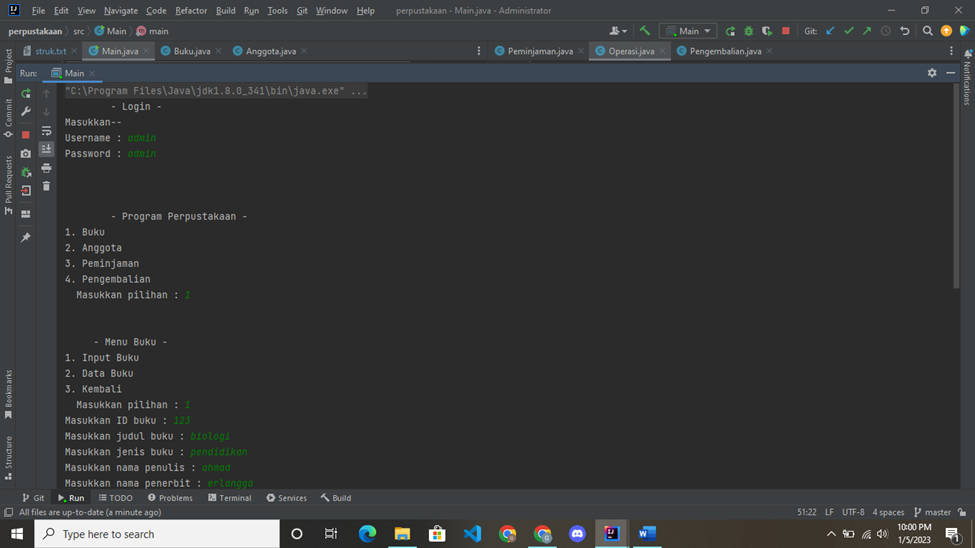 File Edit View Navigate Code Refactor Build Run Tools Git Window Help perpustakaan - Main.java - Administrator
perpustakaan src Main main Main Git:
struk.txt Main.java Buku.java Anggota.java Peminjaman.java Operasi.java Pengembalian.java
Run: Main
Project
Commit
Pull Requests
Bookmarks
Structure
Notifications
"C:\Program Files\Java\jdk1.8.0_341\bin\java.exe" ...
- Login -
Masukkan--
Username : admin
Password : admin
- Program Perpustakaan -
1. Buku
2. Anggota
3. Peminjaman
4. Pengembalian
Masukkan pilihan : 1
- Menu Buku -
1. Input Buku
2. Data Buku
3. Kembali
Masukkan pilihan : 1
Masukkan ID buku : 123
Masukkan judul buku : biologi
Masukkan jenis buku : pendidikan
Masukkan nama penulis : ahmad
Masukkan nama penerbit : erlangga
Git Run TODO Problems Terminal Services Build
All files are up-to-date (a minute ago) 51:22 LF UTF-8 4 spaces master
Type here to search
10:00 PM
1/5/2023
1